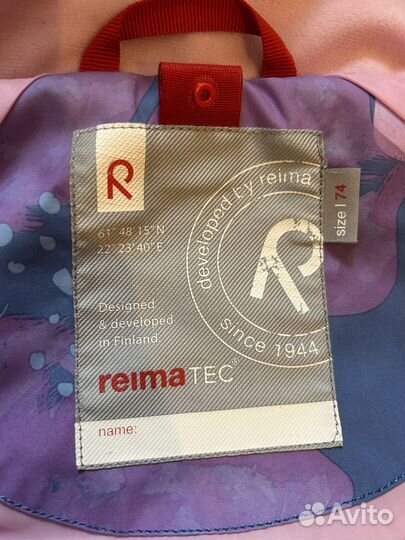 R
61° 48' 15" N
22° 23' 40" E
developed by reima
R
since 1944
size | 74
Designed
& developed
in Finland.
reimaTEC®
name:
Avito